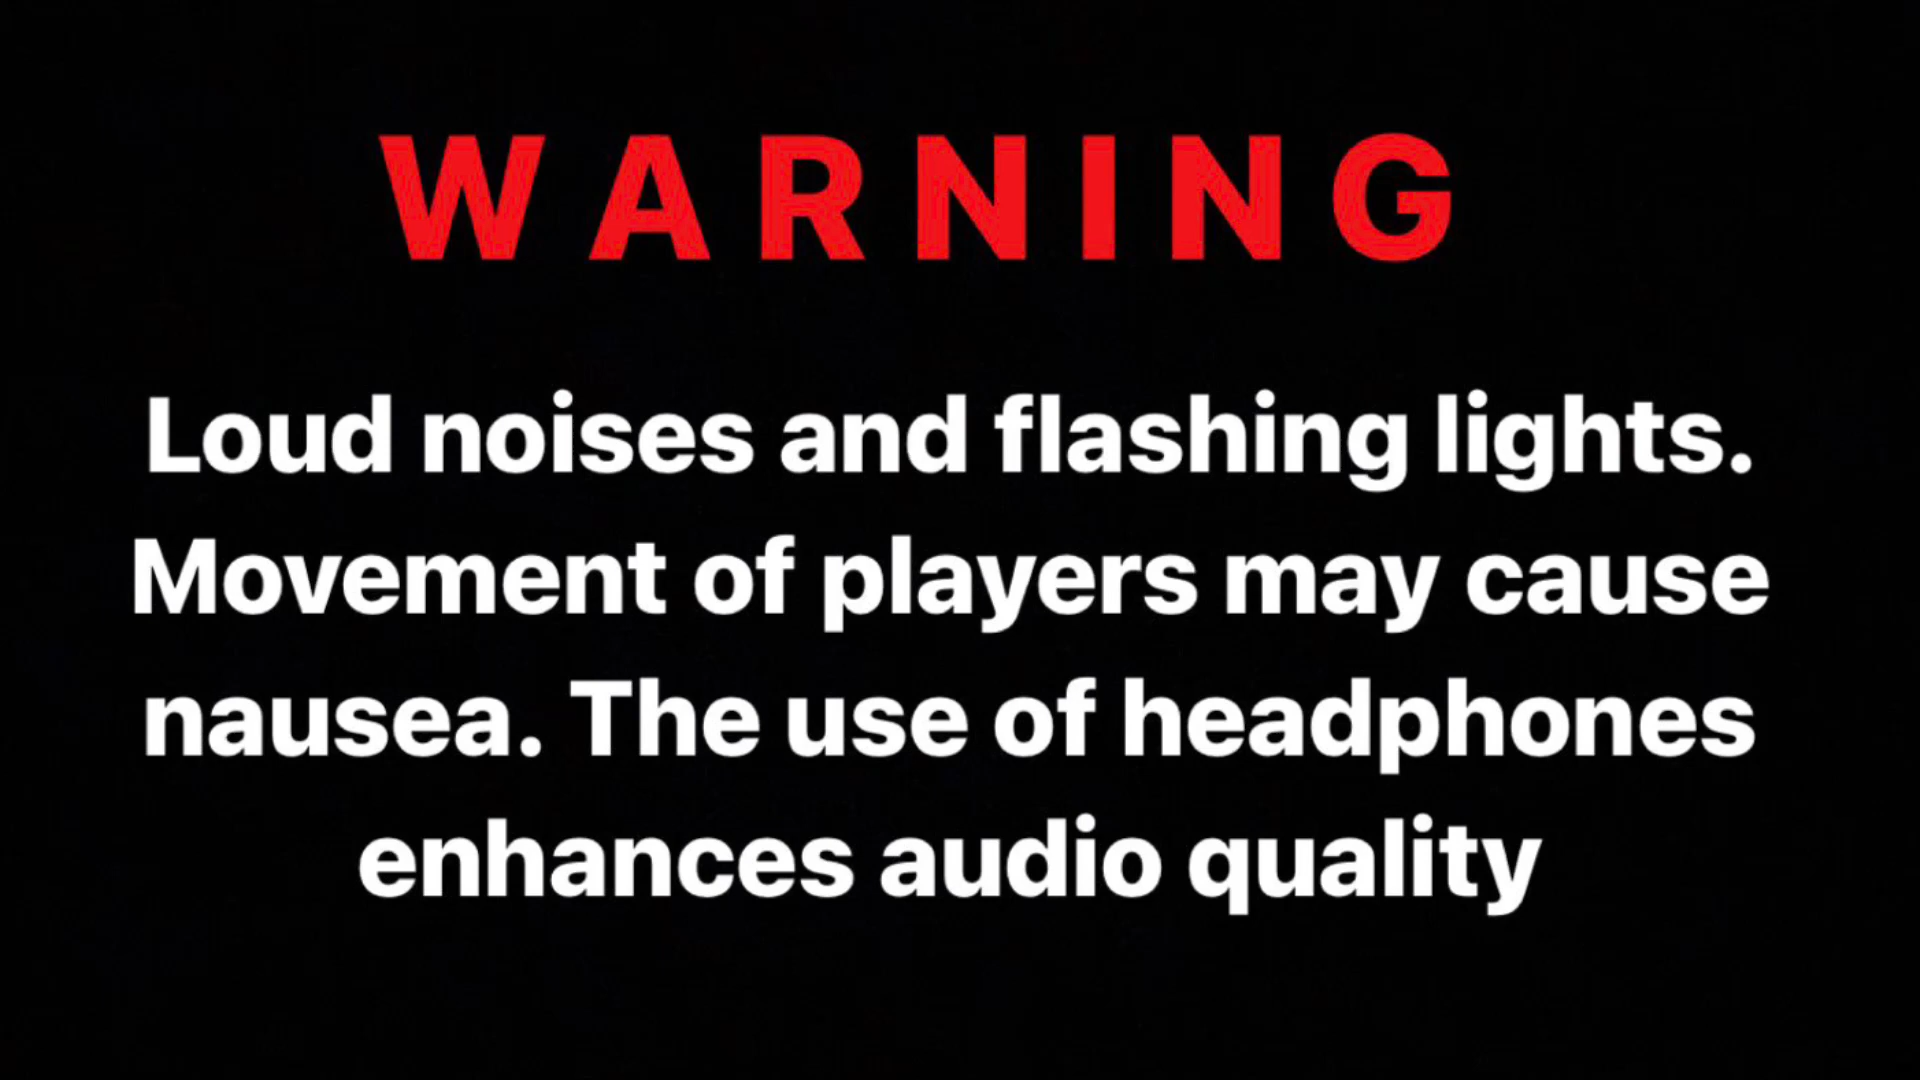 WARNING
Loud noises and flashing lights.
Movement of players may cause
nausea. The use of headphones
enhances audio quality